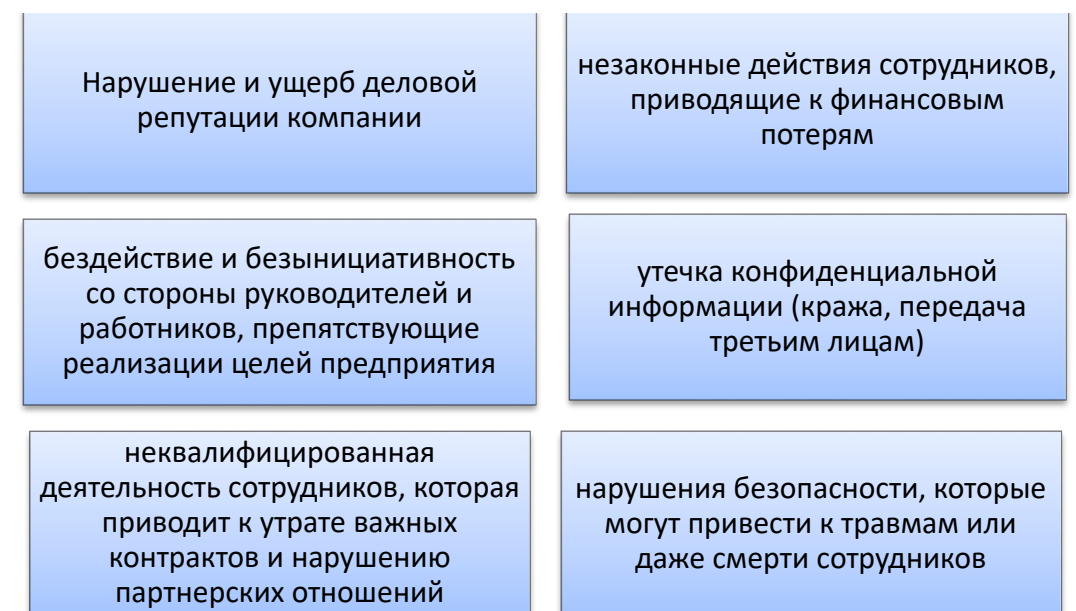 Нарушение и ущерб деловой
репутации компании
незаконные действия сотрудников,
приводящие к финансовым
потерям
бездействие и безынициативность
со стороны руководителей и
работников, препятствующие
реализации целей предприятия
утечка конфиденциальной
информации (кража, передача
третьим лицам)
неквалифицированная
деятельность сотрудников, которая
приводит к утрате важных
контрактов и нарушению
партнерских отношений
нарушения безопасности, которые
могут привести к травмам или
даже смерти сотрудников